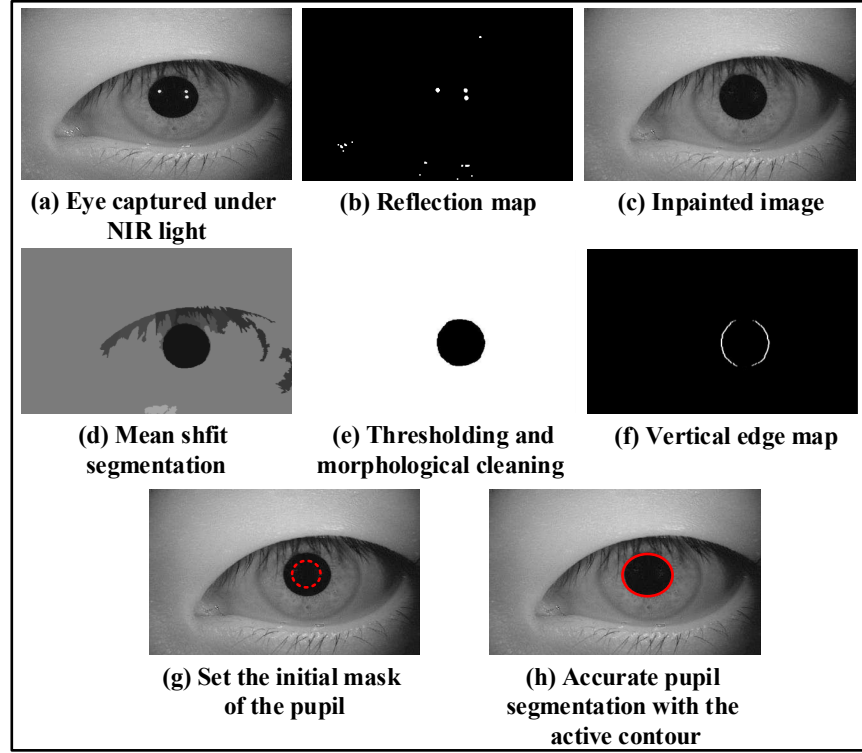 (a) Eye captured under
NIR light
(b) Reflection map
(c) Inpainted image
(d) Mean shfit
segmentation
(e) Thresholding and
morphological cleaning
(f) Vertical edge map
(g) Set the initial mask
of the pupil
(h) Accurate pupil
segmentation with the
active contour